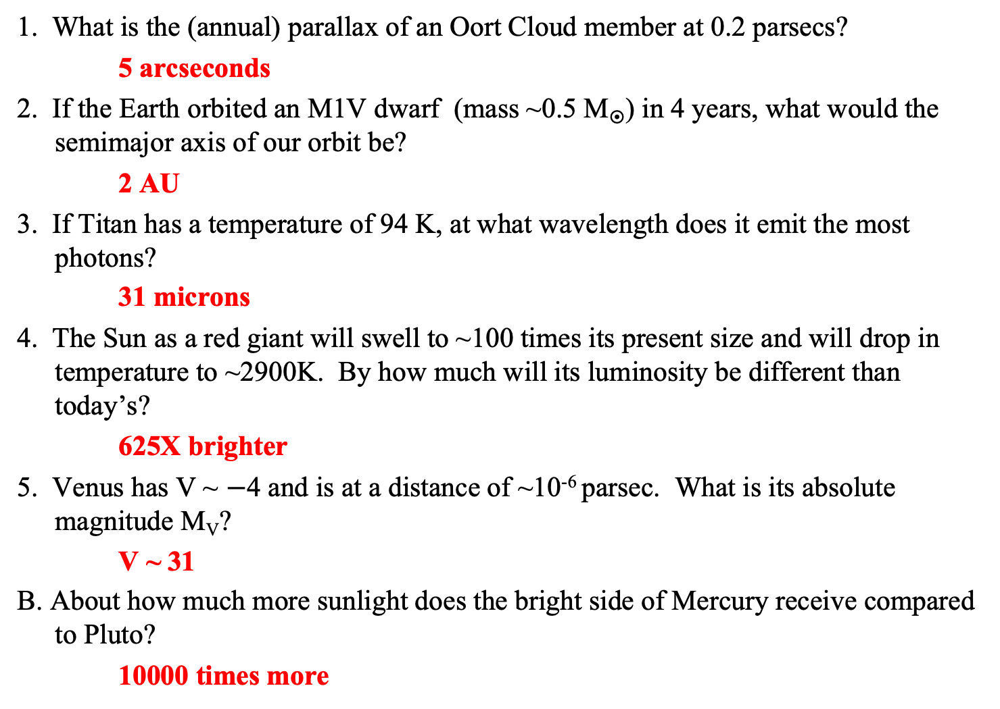 1. What is the (annual) parallax of an Oort Cloud member at 0.2 parsecs?
5 arcseconds
2. If the Earth orbited an M1V dwarf (mass ~0.5 M☉) in 4 years, what would the
semimajor axis of our orbit be?
2 AU
3. If Titan has a temperature of 94 K, at what wavelength does it emit the most
photons?
31 microns
4. The Sun as a red giant will swell to ~100 times its present size and will drop in
temperature to ~2900K. By how much will its luminosity be different than
today’s?
625X brighter
5. Venus has V ~ −4 and is at a distance of ~10⁻⁶ parsec. What is its absolute
magnitude Mᵥ?
V ~ 31
B. About how much more sunlight does the bright side of Mercury receive compared
to Pluto?
10000 times more